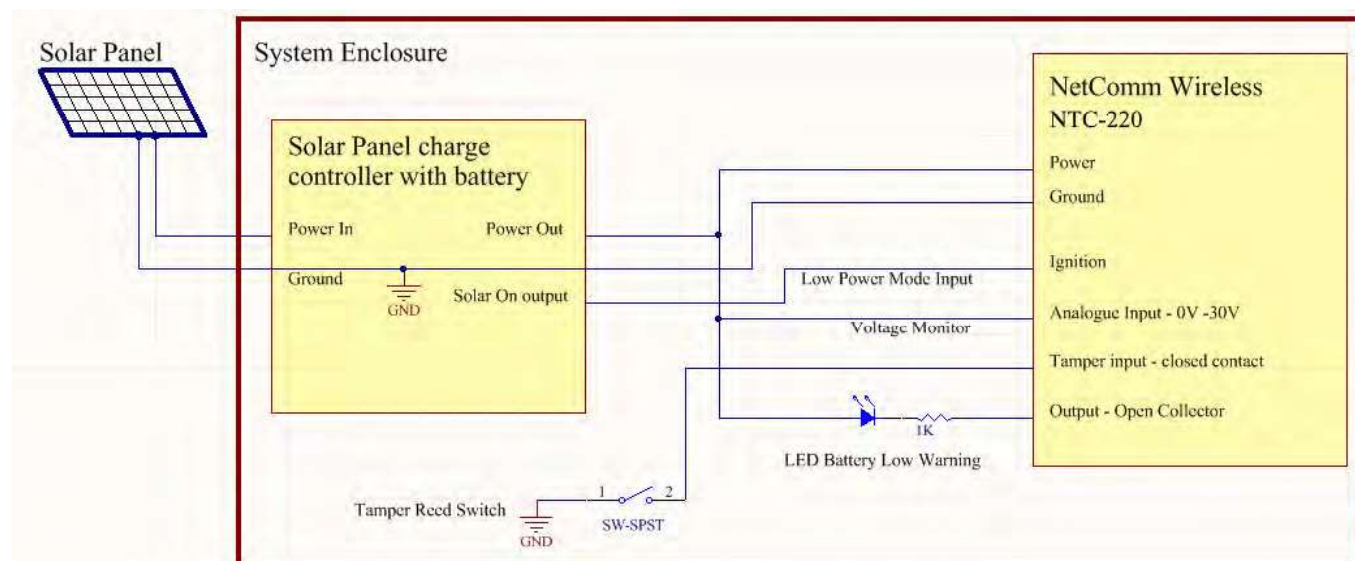 Solar Panel
System Enclosure
NetComm Wireless
NTC-220
Solar Panel charge
controller with battery
Power
Ground
Power In
Power Out
Ground
Solar On output
GND
Ignition
Low Power Mode Input
Analogue Input - 0V -30V
Voltage Monitor
Tamper input - closed contact
Output - Open Collector
1K
LED Battery Low Warning
Tamper Reed Switch
1
2
SW-SPST
GND